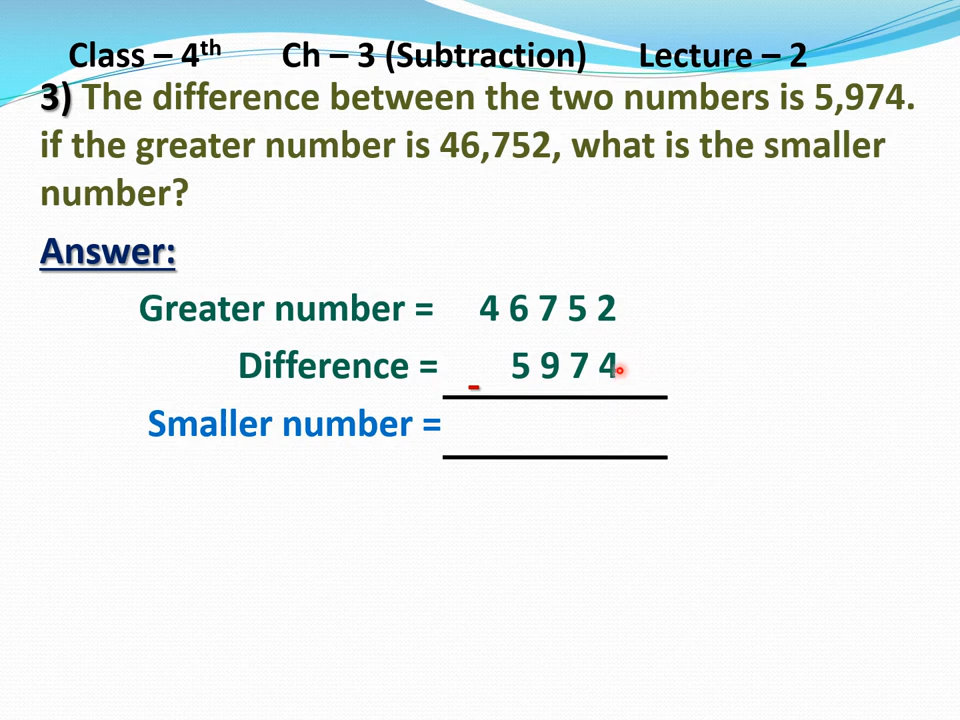 Class – 4th Ch – 3 (Subtraction) Lecture – 2
3) The difference between the two numbers is 5,974.
if the greater number is 46,752, what is the smaller
number?
Answer:
Greater number = 4 6 7 5 2
Difference = - 5 9 7 4
Smaller number =